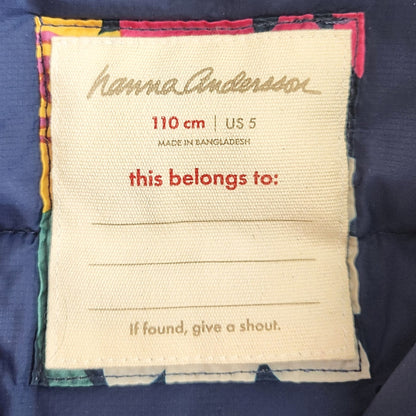 hanna andersson
110 cm | US 5
MADE IN BANGLADESH
this belongs to:
If found, give a shout.